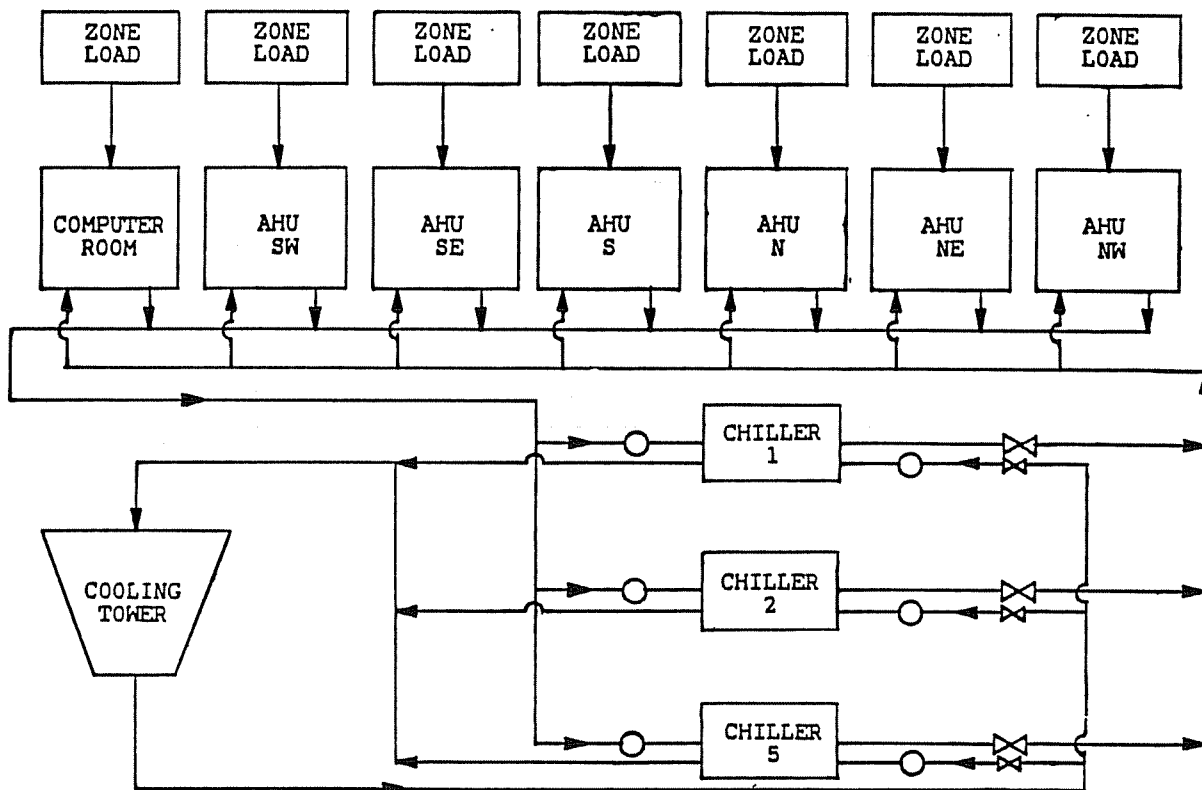 ZONE
LOAD
ZONE
LOAD
ZONE
LOAD
ZONE
LOAD
ZONE
LOAD
ZONE
LOAD
ZONE
LOAD
COMPUTER
ROOM
AHU
SW
AHU
SE
AHU
S
AHU
N
AHU
NE
AHU
NW
CHILLER
1
COOLING
TOWER
CHILLER
2
CHILLER
5